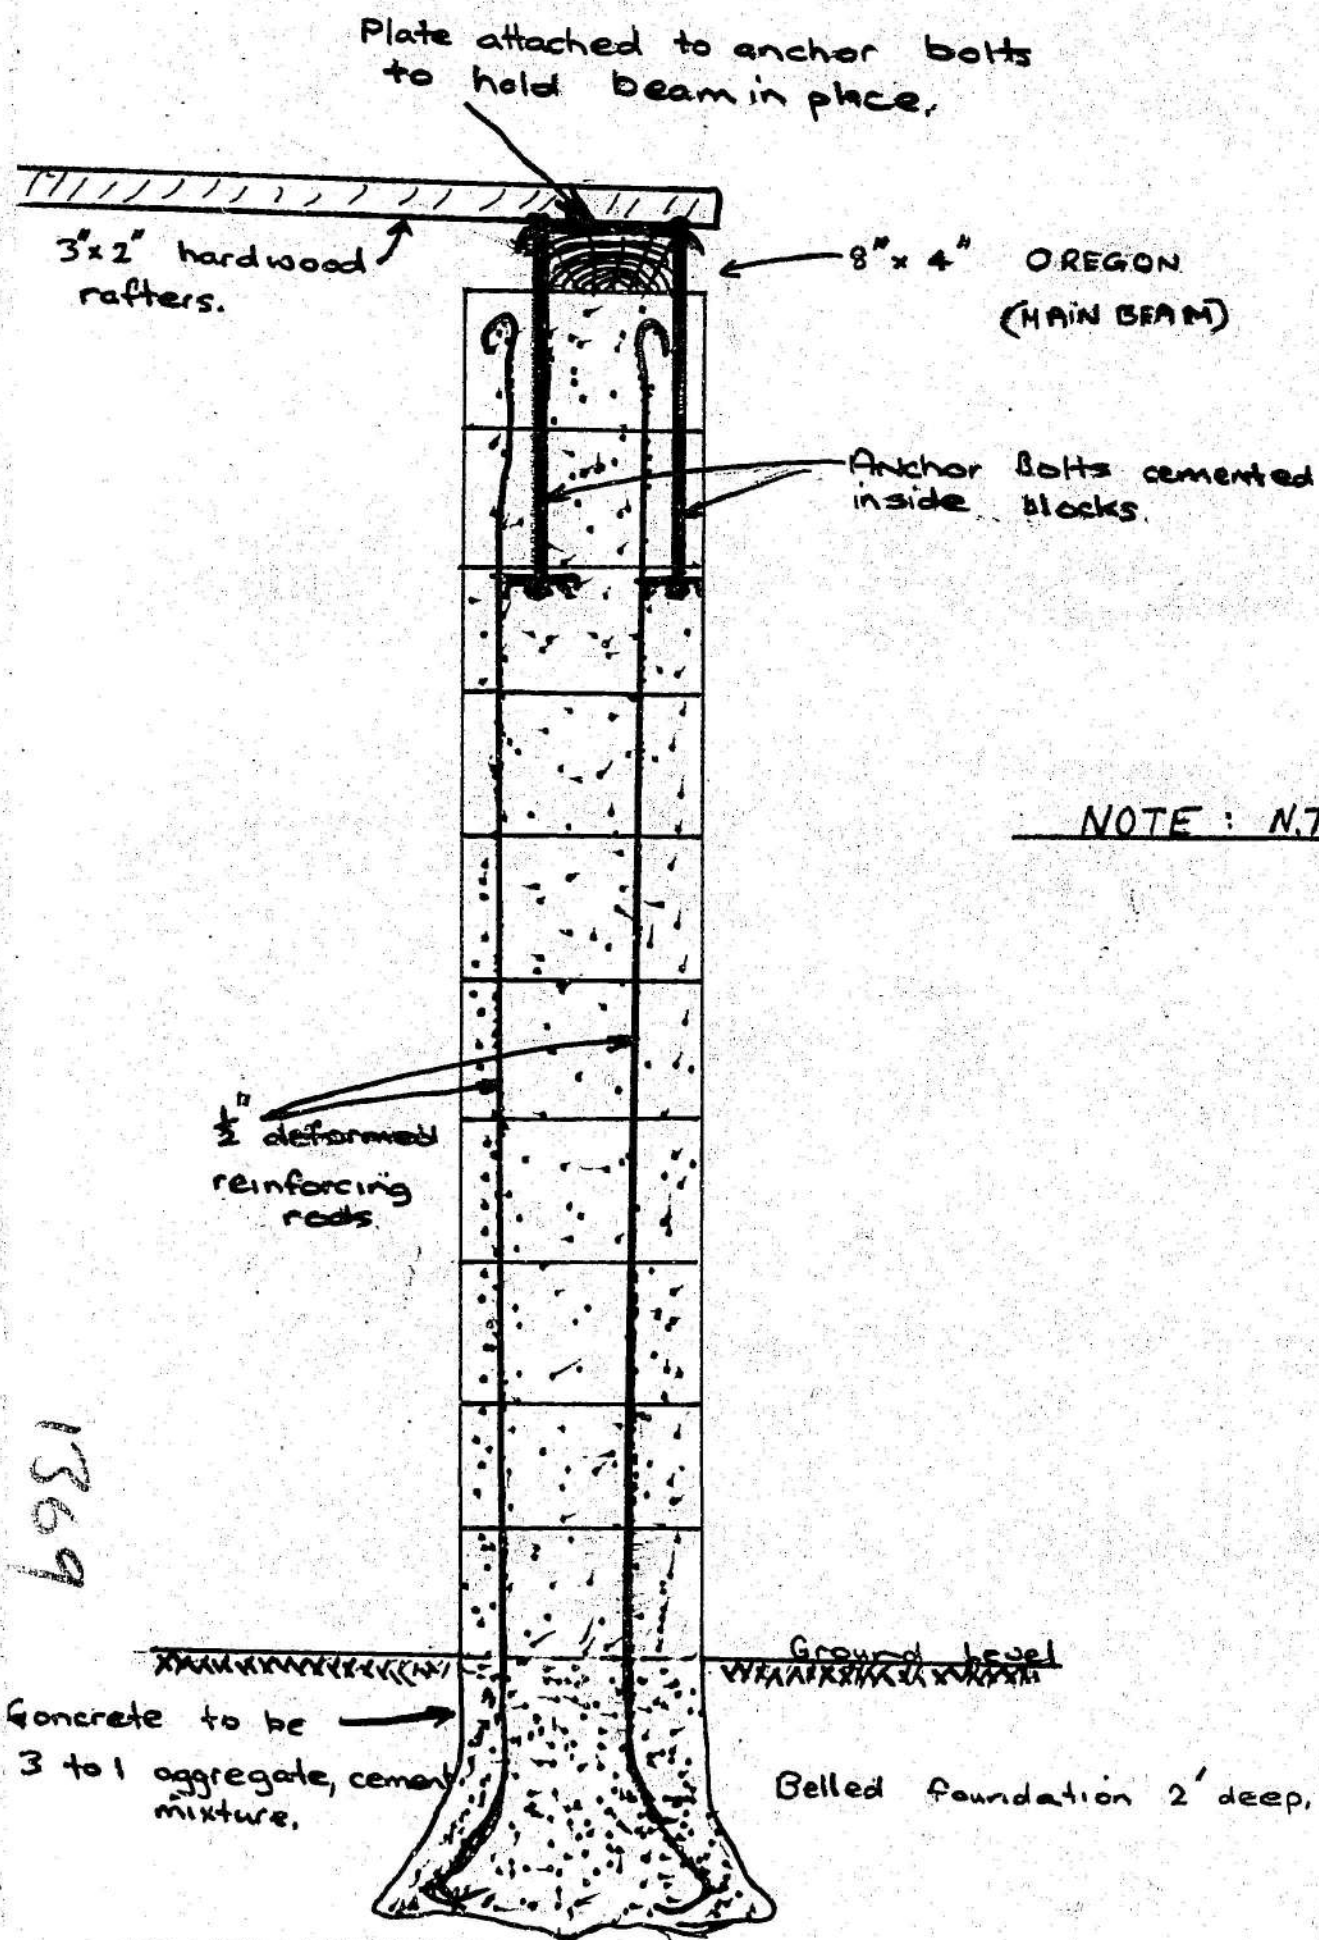 Plate attached to anchor bolts
to hold beam in place.
3"x 2" hardwood
rafters.
8" x 4" OREGON
(MAIN BEAM)
Anchor Bolts cemented
inside blocks.
NOTE : N.T
1/2" deformed
reinforcing
rods.
1369
Ground Level
Concrete to be
3 to 1 aggregate, cement
mixture.
Belled foundation 2' deep.